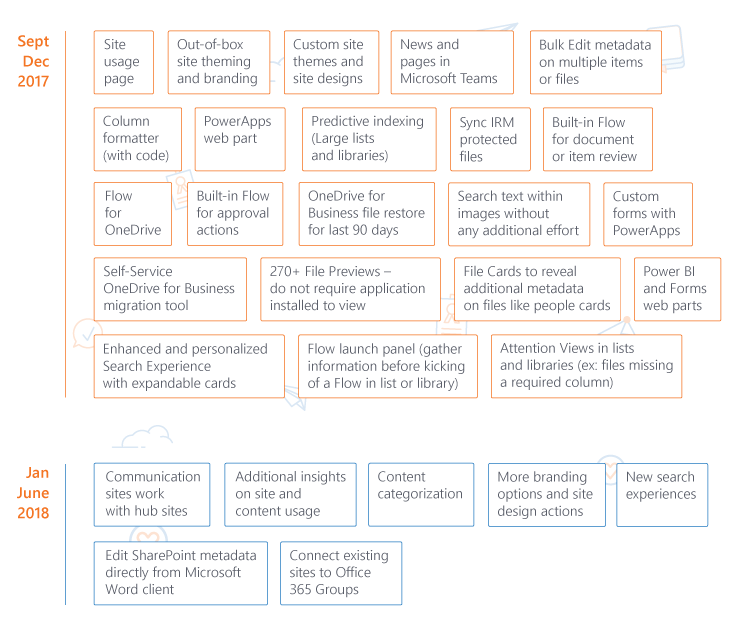 Sept
Dec
2017
Site
usage
page
Out-of-box
site theming
and branding
Custom site
themes and
site designs
News and
pages in
Microsoft Teams
Bulk Edit metadata
on multiple items
or files
Column
formatter
(with code)
PowerApps
web part
Predictive indexing
(Large lists
and libraries)
Sync IRM
protected
files
Built-in Flow
for document
or item review
Flow
for
OneDrive
Built-in Flow
for approval
actions
OneDrive for
Business file restore
for last 90 days
Search text within
images without
any additional effort
Custom
forms with
PowerApps
Self-Service
OneDrive for Business
migration tool
270+ File Previews –
do not require application
installed to view
File Cards to reveal
additional metadata
on files like people cards
Power BI
and Forms
web parts
Enhanced and personalized
Search Experience
with expandable cards
Flow launch panel (gather
information before kicking
of a Flow in list or library)
Attention Views in lists
and libraries (ex: files missing
a required column)
Jan
June
2018
Communication
sites work
with hub sites
Additional insights
on site and
content usage
Content
categorization
More branding
options and site
design actions
New search
experiences
Edit SharePoint metadata
directly from Microsoft
Word client
Connect existing
sites to Office
365 Groups